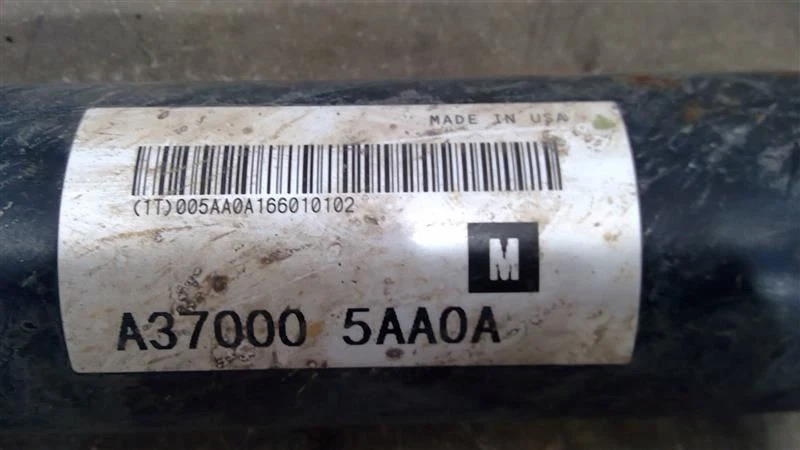 MADE IN USA
(1T)005AA0A166010102
M
A37000 5AA0A